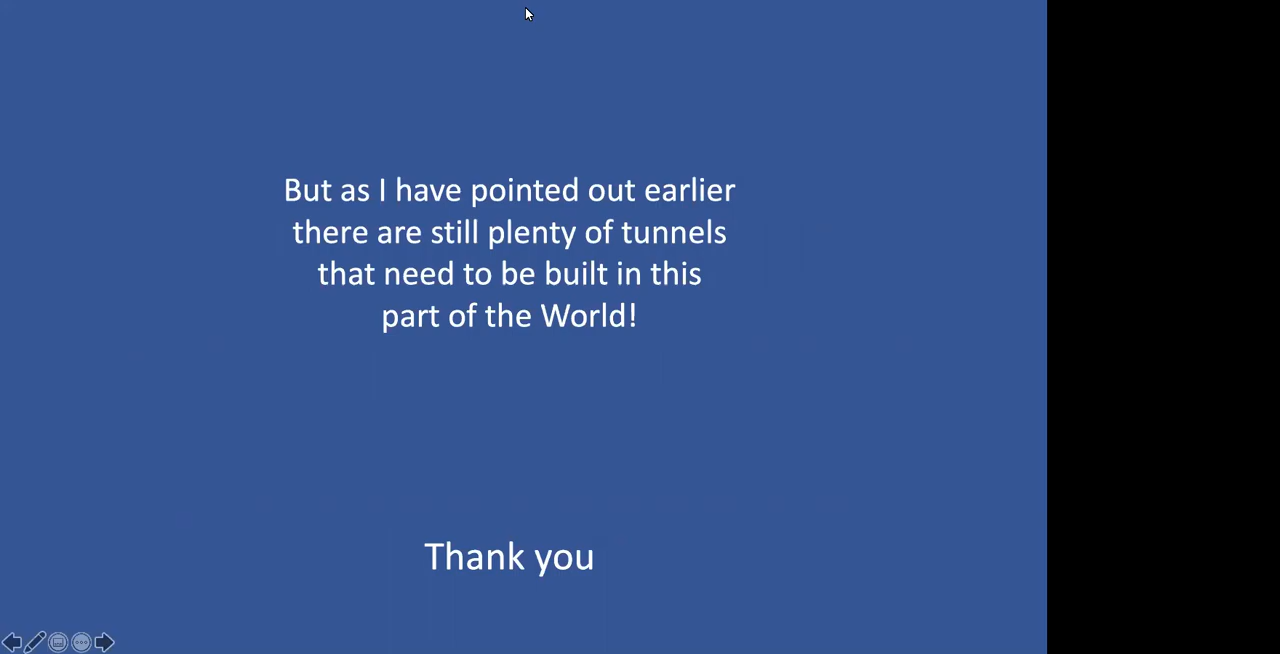 But as I have pointed out earlier
there are still plenty of tunnels
that need to be built in this
part of the World!
Thank you